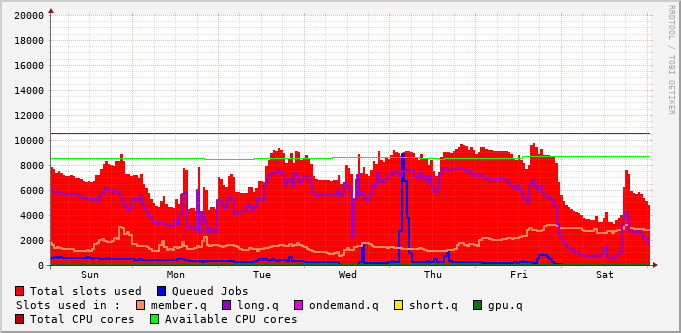 RRDTOOL / TOBI OETIKER
20000
18000
16000
14000
12000
10000
8000
6000
4000
2000
0
Sun Mon Tue Wed Thu Fri Sat
Total slots used Queued Jobs
Slots used in : member.q long.q ondemand.q short.q gpu.q
Total CPU cores Available CPU cores